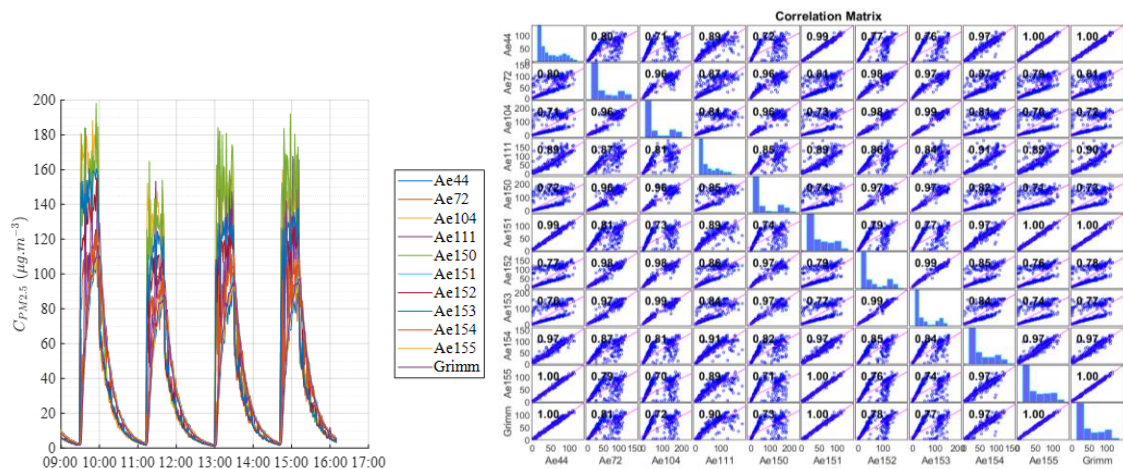 C_PM2.5 (μg.m⁻³)
200
180
160
140
120
100
80
60
40
20
0
09:00 10:00 11:00 12:00 13:00 14:00 15:00 16:00 17:00
Ae44
Ae72
Ae104
Ae111
Ae150
Ae151
Ae152
Ae153
Ae154
Ae155
Grimm
Correlation Matrix
Ae44 0.80 0.71 0.89 0.72 0.99 0.77 0.76 0.97 1.00 1.00
Ae72 0.80 0.96 0.87 0.96 0.81 0.98 0.97 0.87 0.79 0.81
Ae104 0.71 0.96 0.81 0.96 0.73 0.98 0.99 0.81 0.70 0.72
Ae111 0.89 0.87 0.81 0.85 0.89 0.86 0.84 0.91 0.89 0.90
Ae150 0.72 0.96 0.96 0.85 0.74 0.97 0.97 0.82 0.71 0.73
Ae151 0.99 0.81 0.73 0.89 0.74 0.79 0.77 0.97 1.00 1.00
Ae152 0.77 0.98 0.98 0.86 0.97 0.79 0.99 0.85 0.76 0.78
Ae153 0.76 0.97 0.99 0.84 0.97 0.77 0.99 0.84 0.74 0.77
Ae154 0.97 0.87 0.81 0.91 0.82 0.97 0.85 0.84 0.97 0.97
Ae155 1.00 0.79 0.70 0.89 0.71 1.00 0.76 0.74 0.97 1.00
Grimm 1.00 0.81 0.72 0.90 0.73 1.00 0.78 0.77 0.97 1.00
Ae44 Ae72 Ae104 Ae111 Ae150 Ae151 Ae152 Ae153 Ae154 Ae155 Grimm